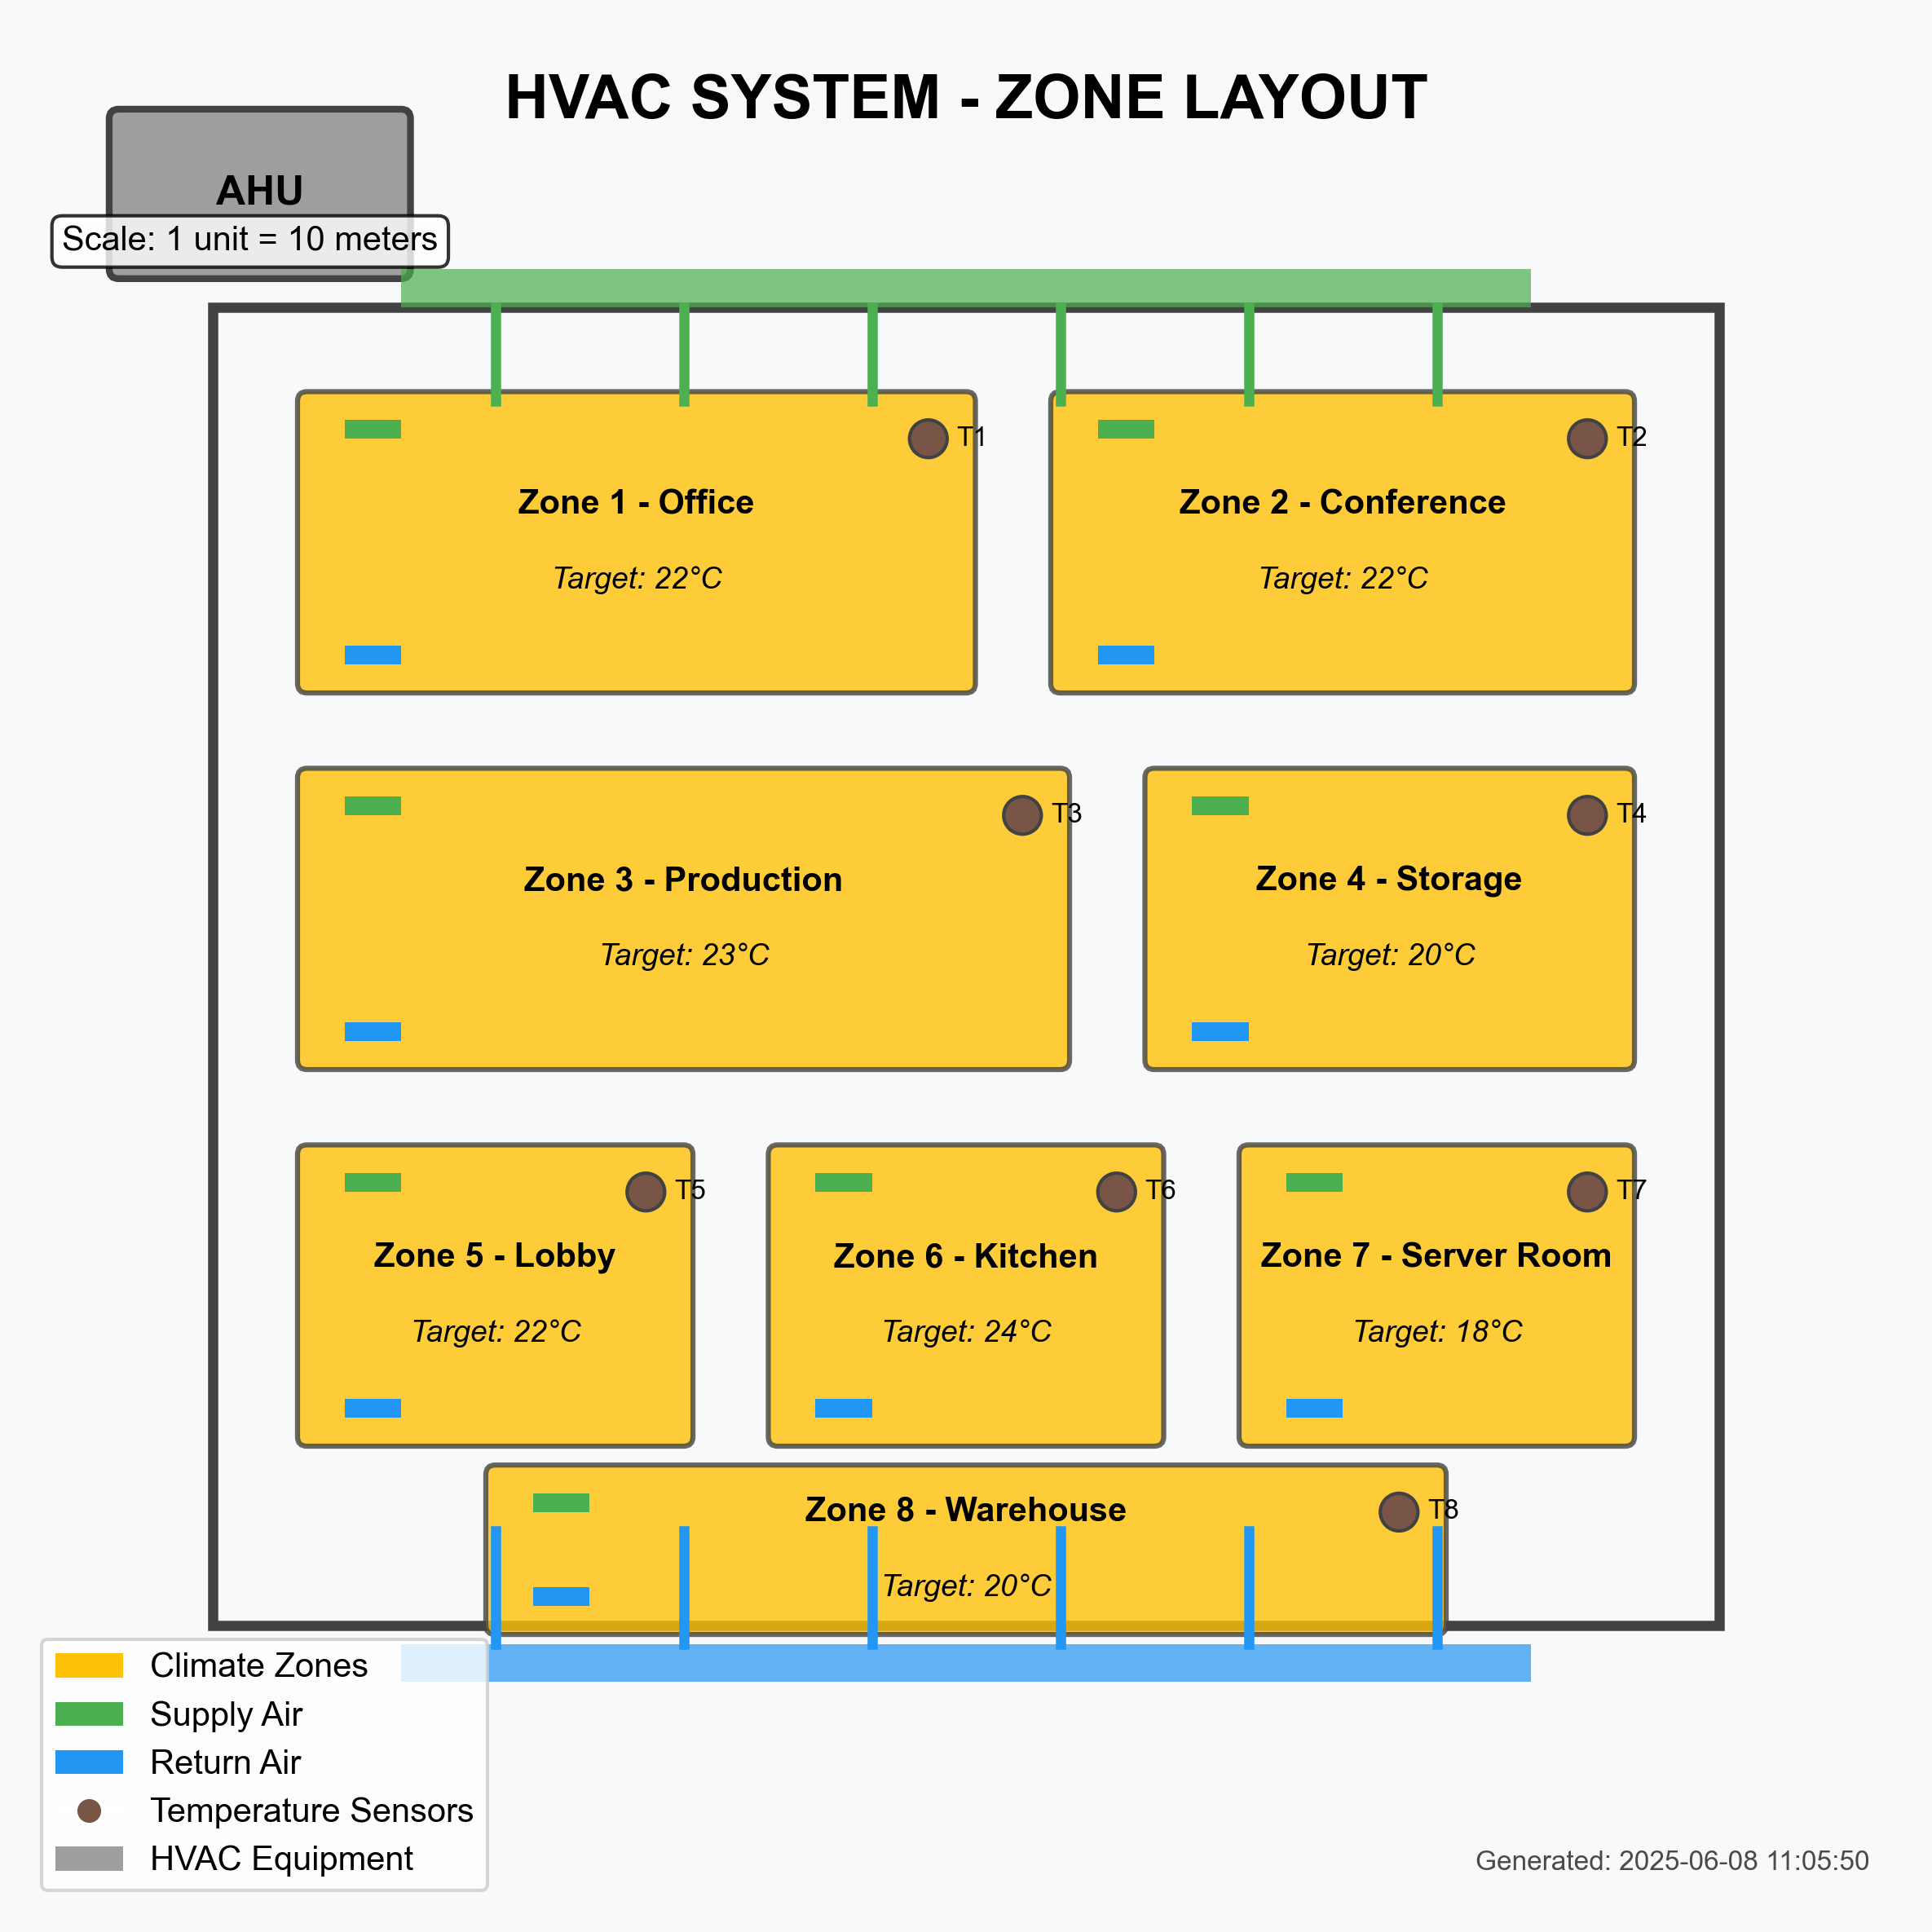 HVAC SYSTEM - ZONE LAYOUT
AHU
Scale: 1 unit = 10 meters
T1
T2
Zone 1 - Office
Zone 2 - Conference
Target: 22°C
Target: 22°C
T3
T4
Zone 3 - Production
Zone 4 - Storage
Target: 23°C
Target: 20°C
T5
T6
T7
Zone 5 - Lobby
Zone 6 - Kitchen
Zone 7 - Server Room
Target: 22°C
Target: 24°C
Target: 18°C
Zone 8 - Warehouse
T8
Target: 20°C
Climate Zones
Supply Air
Return Air
Temperature Sensors
HVAC Equipment
Generated: 2025-06-08 11:05:50